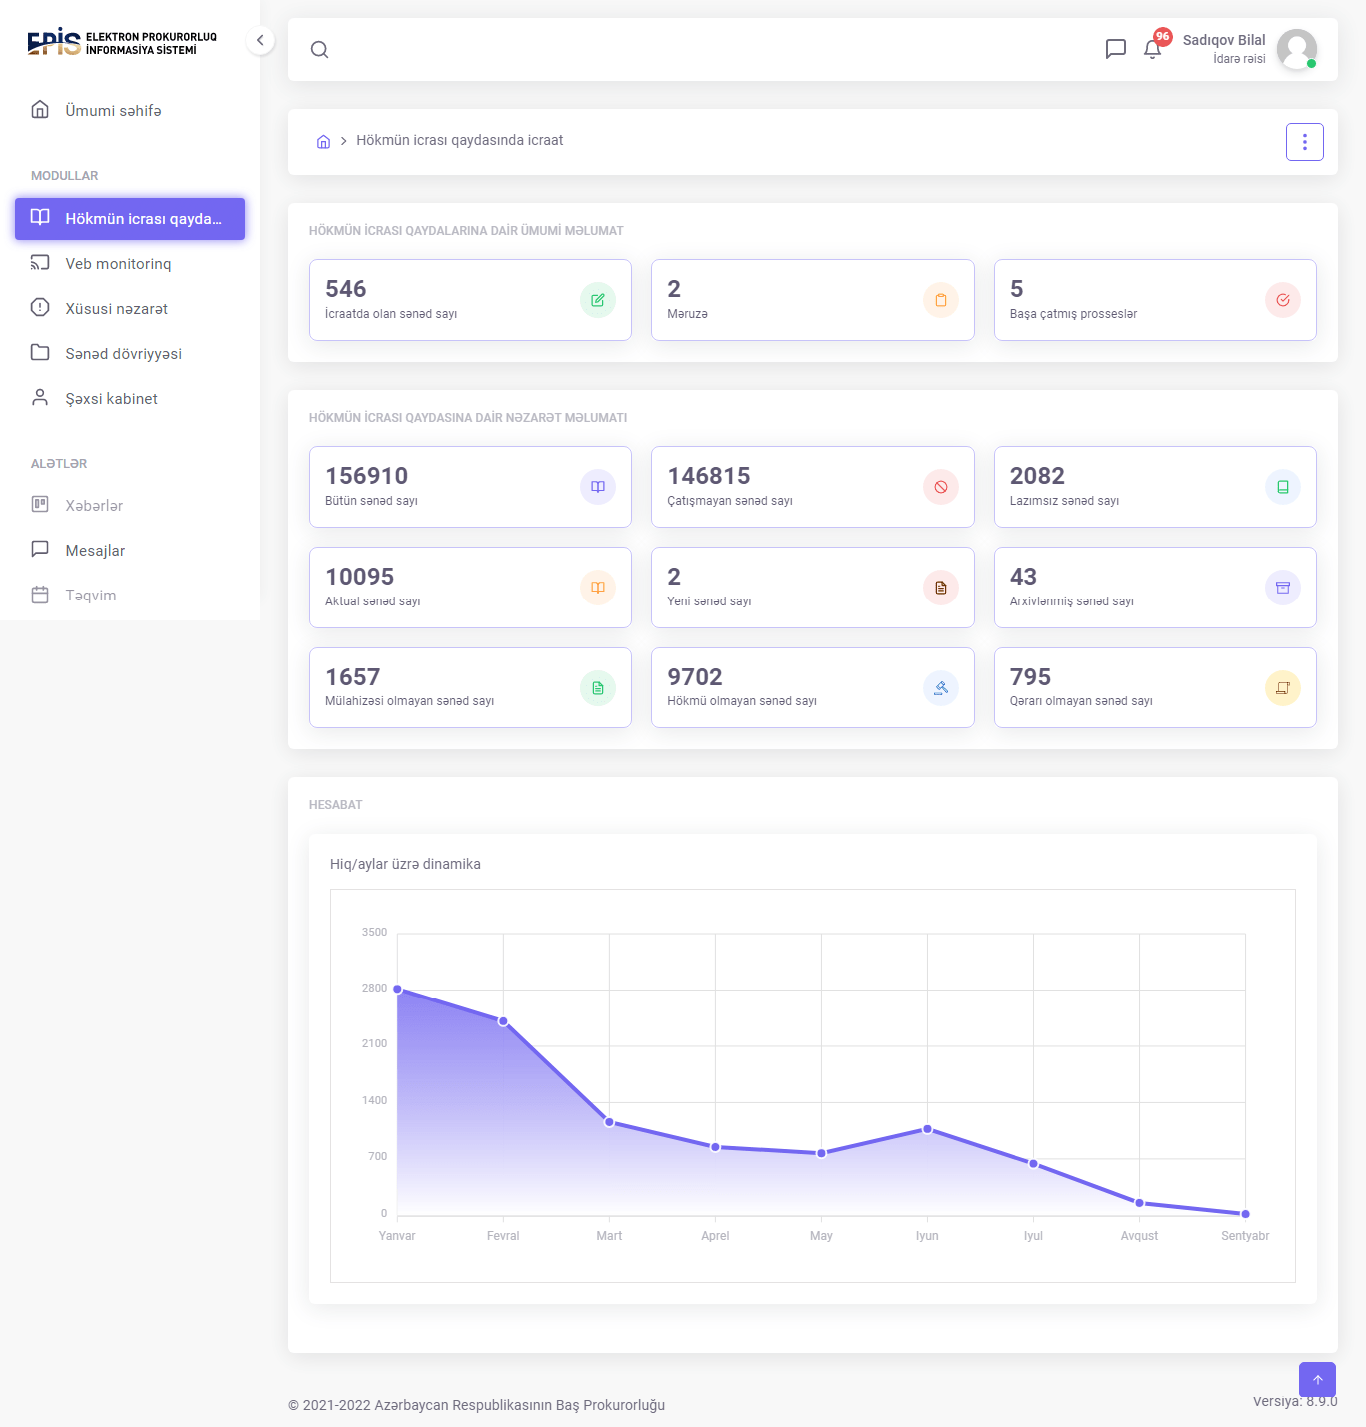 EPİS ELEKTRON PROKURORLUQ
İNFORMASİYA SİSTEMİ
96
Sadıqov Bilal
İdarə rəisi
Ümumi səhifə
MODULLAR
Hökmün icrası qayda...
Veb monitorinq
Xüsusi nəzarət
Sənəd dövriyyəsi
Şəxsi kabinet
ALƏTLƏR
Xəbərlər
Mesajlar
Təqvim
Hökmün icrası qaydasında icraat
HÖKMÜN İCRASI QAYDALARINA DAİR ÜMUMİ MƏLUMAT
546
İcraatda olan sənəd sayı
2
Məruzə
5
Başa çatmış prosseslər
HÖKMÜN İCRASI QAYDASINA DAİR NƏZARƏT MƏLUMATI
156910
Bütün sənəd sayı
146815
Çatışmayan sənəd sayı
2082
Lazımsız sənəd sayı
10095
Aktual sənəd sayı
2
Yeni sənəd sayı
43
Arxivlənmiş sənəd sayı
1657
Mülahizəsi olmayan sənəd sayı
9702
Hökmü olmayan sənəd sayı
795
Qərarı olmayan sənəd sayı
HESABAT
Hiq/aylar üzrə dinamika
3500
2800
2100
1400
700
0
Yanvar Fevral Mart Aprel May Iyun Iyul Avqust Sentyabr
© 2021-2022 Azərbaycan Respublikasının Baş Prokurorluğu
Versiya: 8.9.0